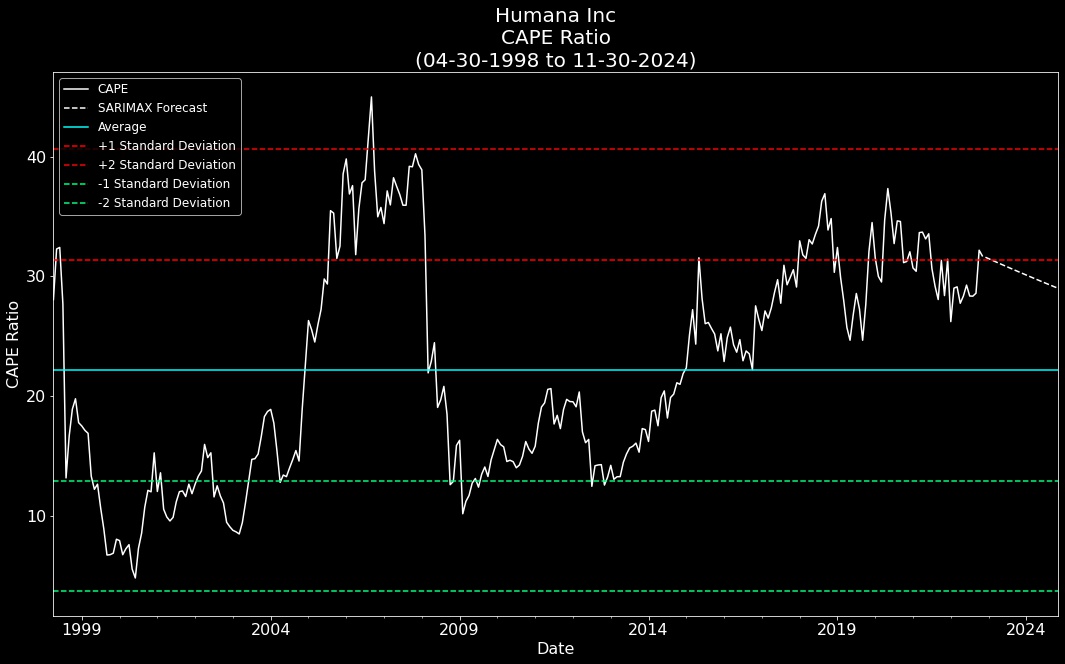 Humana Inc
CAPE Ratio
(04-30-1998 to 11-30-2024)
CAPE
SARIMAX Forecast
Average
+1 Standard Deviation
+2 Standard Deviation
-1 Standard Deviation
-2 Standard Deviation
40
30
20
10
CAPE Ratio
1999
2004
2009
2014
2019
2024
Date